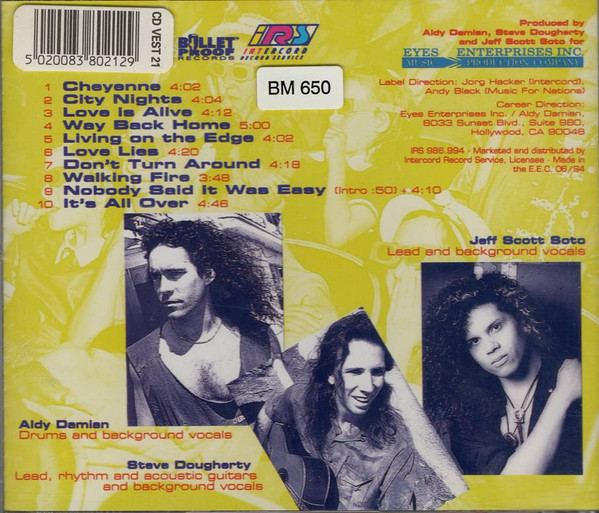 5 020083 802129
CD VEST 21
BULLET PROOF
RECORDS
IRS
INTERCORD
RECORD SERVICE
BM 650
Produced by
Aldy Damian, Steve Dougherty
and Jeff Scott Soto for
EYES ENTERPRISES INC.
MUSIC PRODUCTION COMPANY
Label Direction: Jorg Hacker (Intercord),
Andy Black (Music For Nations)
Career Direction:
Eyes Enterprises Inc. / Aldy Damian,
8033 Sunset Blvd., Suite 980,
Hollywood, CA 90046
IRS 986.994 - Marketed and distributed by
Intercord Record Service, Licensee - Made in
the E.E.C. 06/94
1 Cheyenne 4:02
2 City Nights 4:04
3 Love is Alive 4:12
4 Way Back Home 5:00
5 Living on the Edge 4:02
6 Love Lies 4:20
7 Don't Turn Around 4:18
8 Walking Fire 3:48
9 Nobody Said it Was Easy (Intro :50) + 4:10
10 It's All Over 4:46
Jeff Scott Soto
Lead and background vocals
Aldy Damian
Drums and background vocals
Steve Dougherty
Lead, rhythm and acoustic guitars
and background vocals